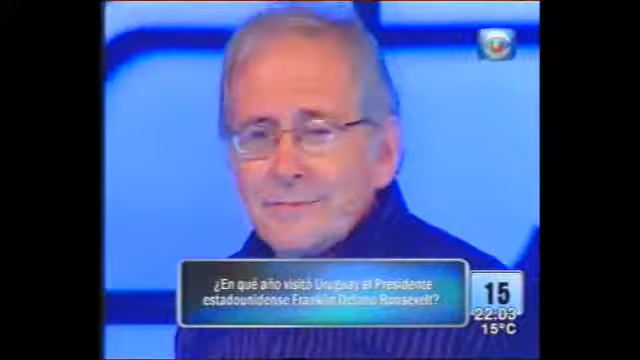 ¿En qué año visitó Uruguay el Presidente
estadounidense Franklin Delano Roosevelt?
15
22:03
15°C